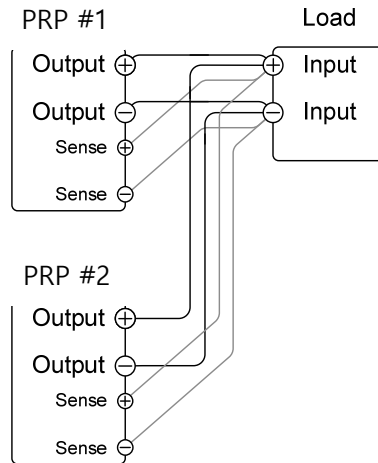 PRP #1
Load
Output
Input
Output
Input
Sense
Sense
PRP #2
Output
Output
Sense
Sense